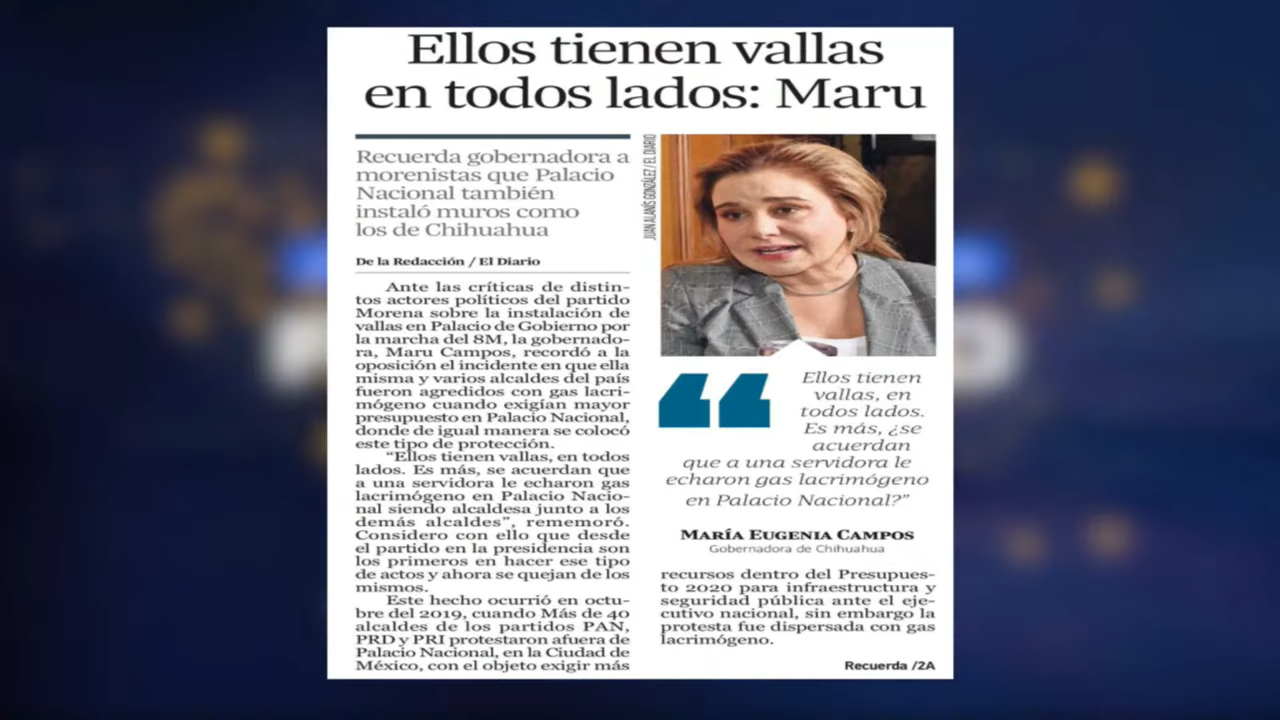 Ellos tienen vallas
en todos lados: Maru
Recuerda gobernadora a
morenistas que Palacio
Nacional también
instaló muros como
los de Chihuahua
De la Redacción / El Diario
Ante las críticas de distin-
tos actores políticos del partido
Morena sobre la instalación de
vallas en Palacio de Gobierno por
la marcha del 8M, la gobernado-
ra, Maru Campos, recordó a la
oposición el incidente en que ella
misma y varios alcaldes del país
fueron agredidos con gas lacri-
mógeno cuando exigían mayor
presupuesto en Palacio Nacional,
donde de igual manera se colocó
este tipo de protección.
“Ellos tienen vallas, en todos
lados. Es más, se acuerdan que
a una servidora le echaron gas
lacrimógeno en Palacio Nacio-
nal siendo alcaldesa junto a los
demás alcaldes”, rememoró.
Considero con ello que desde
el partido en la presidencia son
los primeros en hacer ese tipo
de actos y ahora se quejan de los
mismos.
Este hecho ocurrió en octu-
bre del 2019, cuando Más de 40
alcaldes de los partidos PAN,
PRD y PRI protestaron afuera de
Palacio Nacional, en la Ciudad de
México, con el objeto exigir más
JUAN ALANÍS GONZÁLEZ / EL DIARIO
“
Ellos tienen
vallas, en
todos lados.
Es más, ¿se
acuerdan
que a una servidora le
echaron gas lacrimógeno
en Palacio Nacional?”
MARÍA EUGENIA CAMPOS
Gobernadora de Chihuahua
recursos dentro del Presupues-
to 2020 para infraestructura y
seguridad pública ante el eje-
cutivo nacional, sin embargo la
protesta fue dispersada con gas
lacrimógeno.
Recuerda /2A